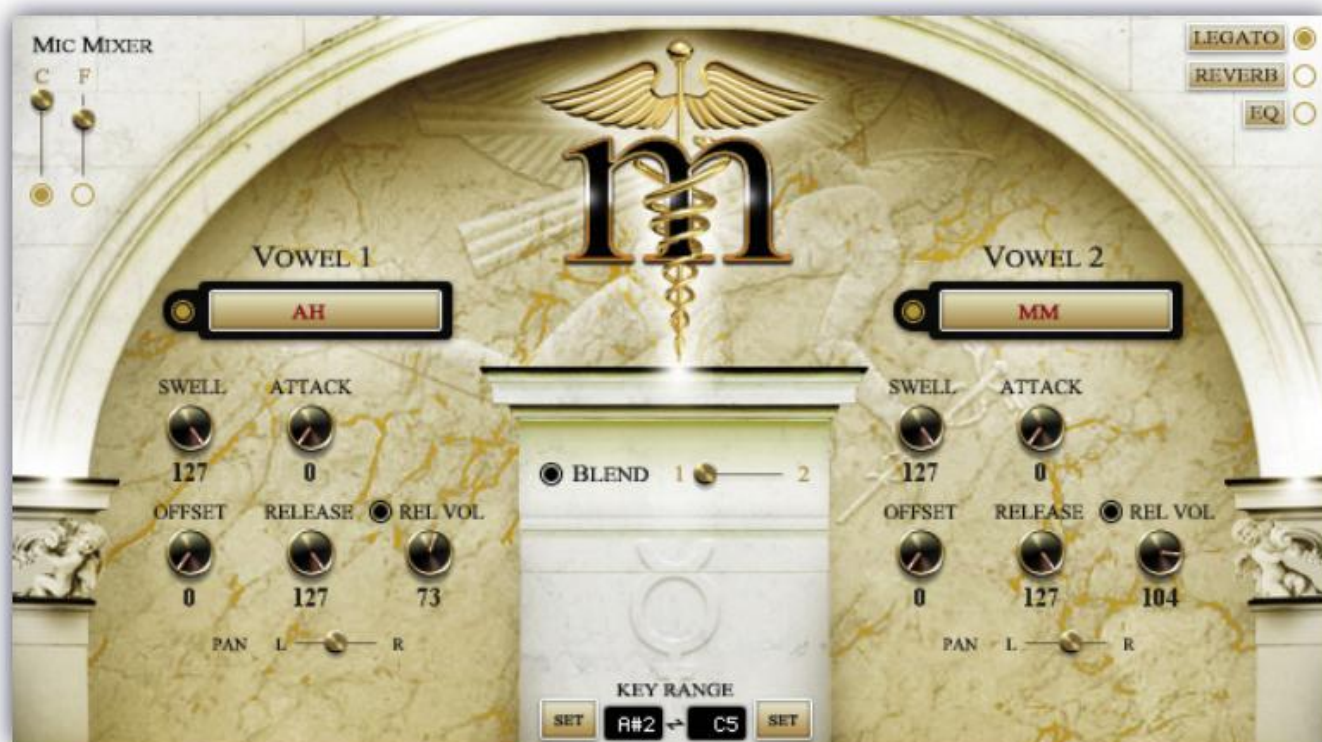 MIC MIXER
C F
LEGATO
REVERB
EQ
m
VOWEL 1
AH
VOWEL 2
MM
SWELL ATTACK
127 0
OFFSET RELEASE REL VOL
0 127 73
PAN L R
BLEND 1 2
SWELL ATTACK
127 0
OFFSET RELEASE REL VOL
0 127 104
PAN L R
KEY RANGE
SET A#2 ⇌ C5 SET